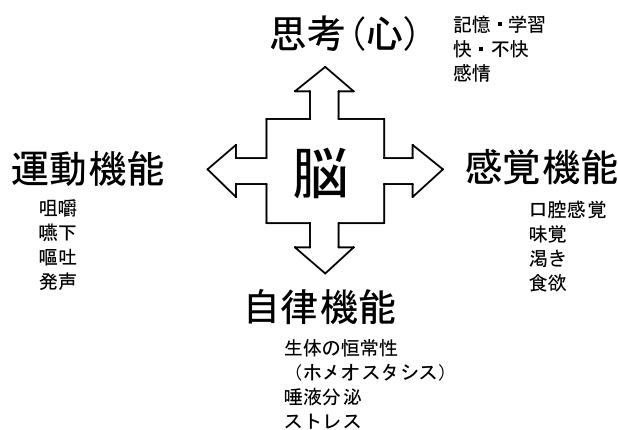 思考(心)
記憶・学習
快・不快
感情
運動機能
咀嚼
嚥下
嘔吐
発声
脳
感覚機能
口腔感覚
味覚
渇き
食欲
自律機能
生体の恒常性
(ホメオスタシス)
唾液分泌
ストレス